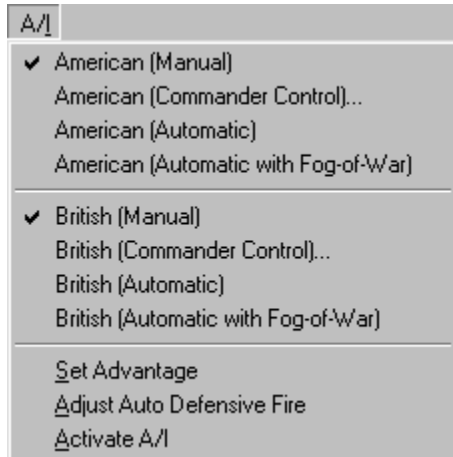 A/I
American (Manual)
American (Commander Control)...
American (Automatic)
American (Automatic with Fog-of-War)
British (Manual)
British (Commander Control)...
British (Automatic)
British (Automatic with Fog-of-War)
Set Advantage
Adjust Auto Defensive Fire
Activate A/I